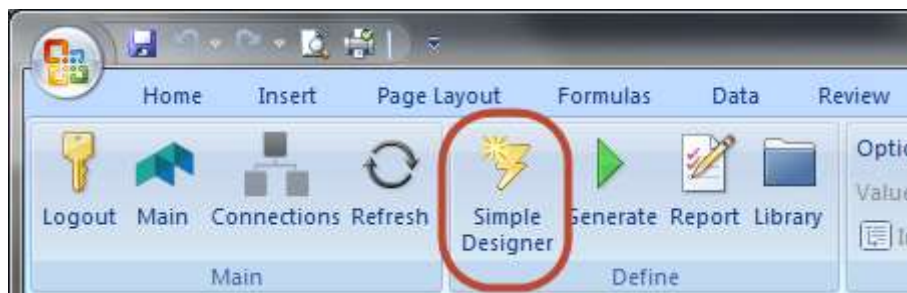 Home Insert Page Layout Formulas Data Review
Logout Main Connections Refresh Simple Designer Generate Report Library
Main Define